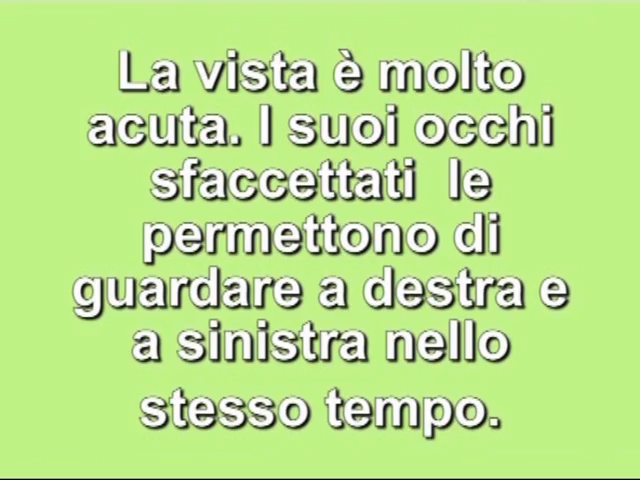 La vista è molto
acuta. I suoi occhi
sfaccettati  le
permettono di
guardare a destra e
a sinistra nello
stesso tempo.